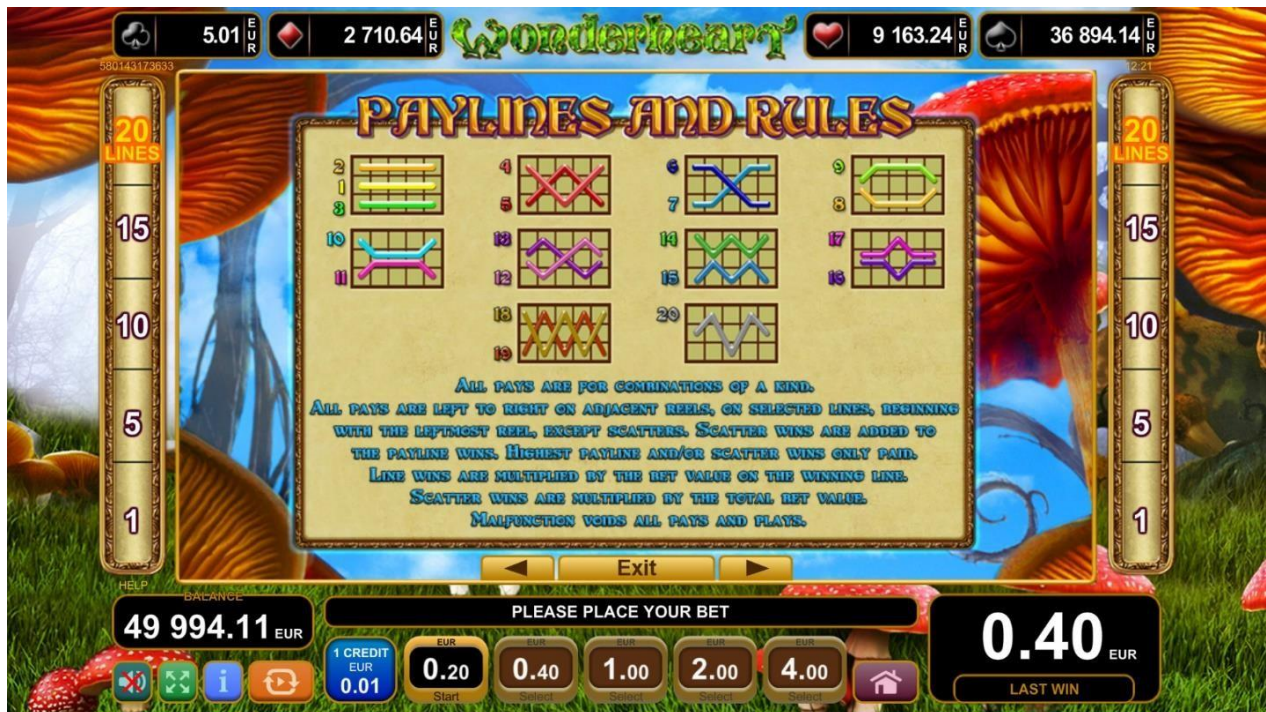 5.01 EUR
2 710.64 EUR
Wonderheart
9 163.24 EUR
36 894.14 EUR
580143173633
12:21
PAYLINES AND RULES
20 LINES
15
10
5
1
20 LINES
15
10
5
1
2
1
3
4
5
6
7
9
8
10
11
13
12
14
15
17
16
18
19
20
ALL PAYS ARE FOR COMBINATIONS OF A KIND.
ALL PAYS ARE LEFT TO RIGHT ON ADJACENT REELS, ON SELECTED LINES, BEGINNING
WITH THE LEFTMOST REEL, EXCEPT SCATTERS. SCATTER WINS ARE ADDED TO
THE PAYLINE WINS. HIGHEST PAYLINE AND/OR SCATTER WINS ONLY PAID.
LINE WINS ARE MULTIPLIED BY THE BET VALUE ON THE WINNING LINE.
SCATTER WINS ARE MULTIPLIED BY THE TOTAL BET VALUE.
MALFUNCTION VOIDS ALL PAYS AND PLAYS.
Exit
HELP
BALANCE
49 994.11 EUR
PLEASE PLACE YOUR BET
1 CREDIT
EUR
0.01
EUR
0.20
Start
EUR
0.40
Select
EUR
1.00
Select
EUR
2.00
Select
EUR
4.00
Select
0.40 EUR
LAST WIN